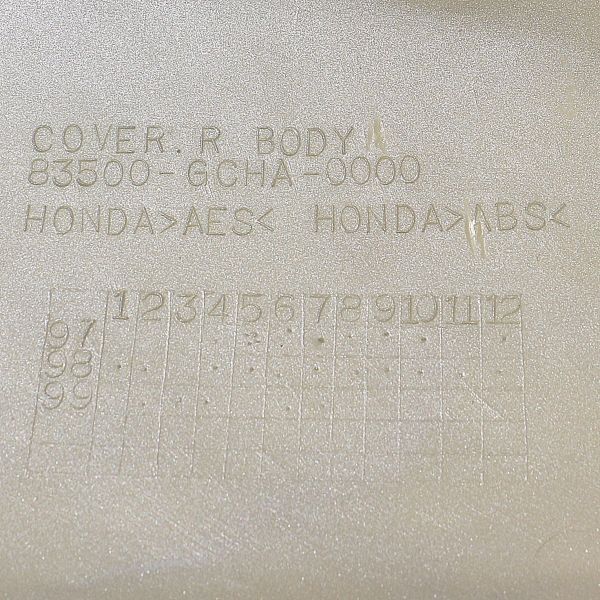 COVER. R BODY
83500-GCHA-0000
HONDA>AES< HONDA>ABS<
1 2 3 4 5 6 7 8 9 10 11 12
97
98
99